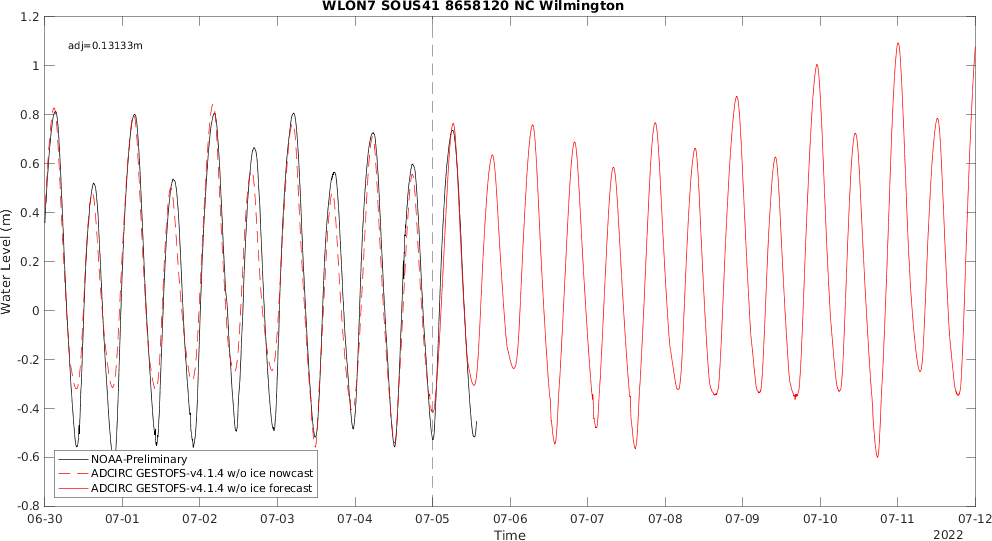 WLON7 SOUS41 8658120 NC Wilmington
adj=0.13133m
1.2
1
0.8
0.6
0.4
0.2
0
-0.2
-0.4
-0.6
-0.8
Water Level (m)
NOAA-Preliminary
ADCIRC GESTOFS-v4.1.4 w/o ice nowcast
ADCIRC GESTOFS-v4.1.4 w/o ice forecast
06-30 07-01 07-02 07-03 07-04 07-05 07-06 07-07 07-08 07-09 07-10 07-11 07-12
Time
2022